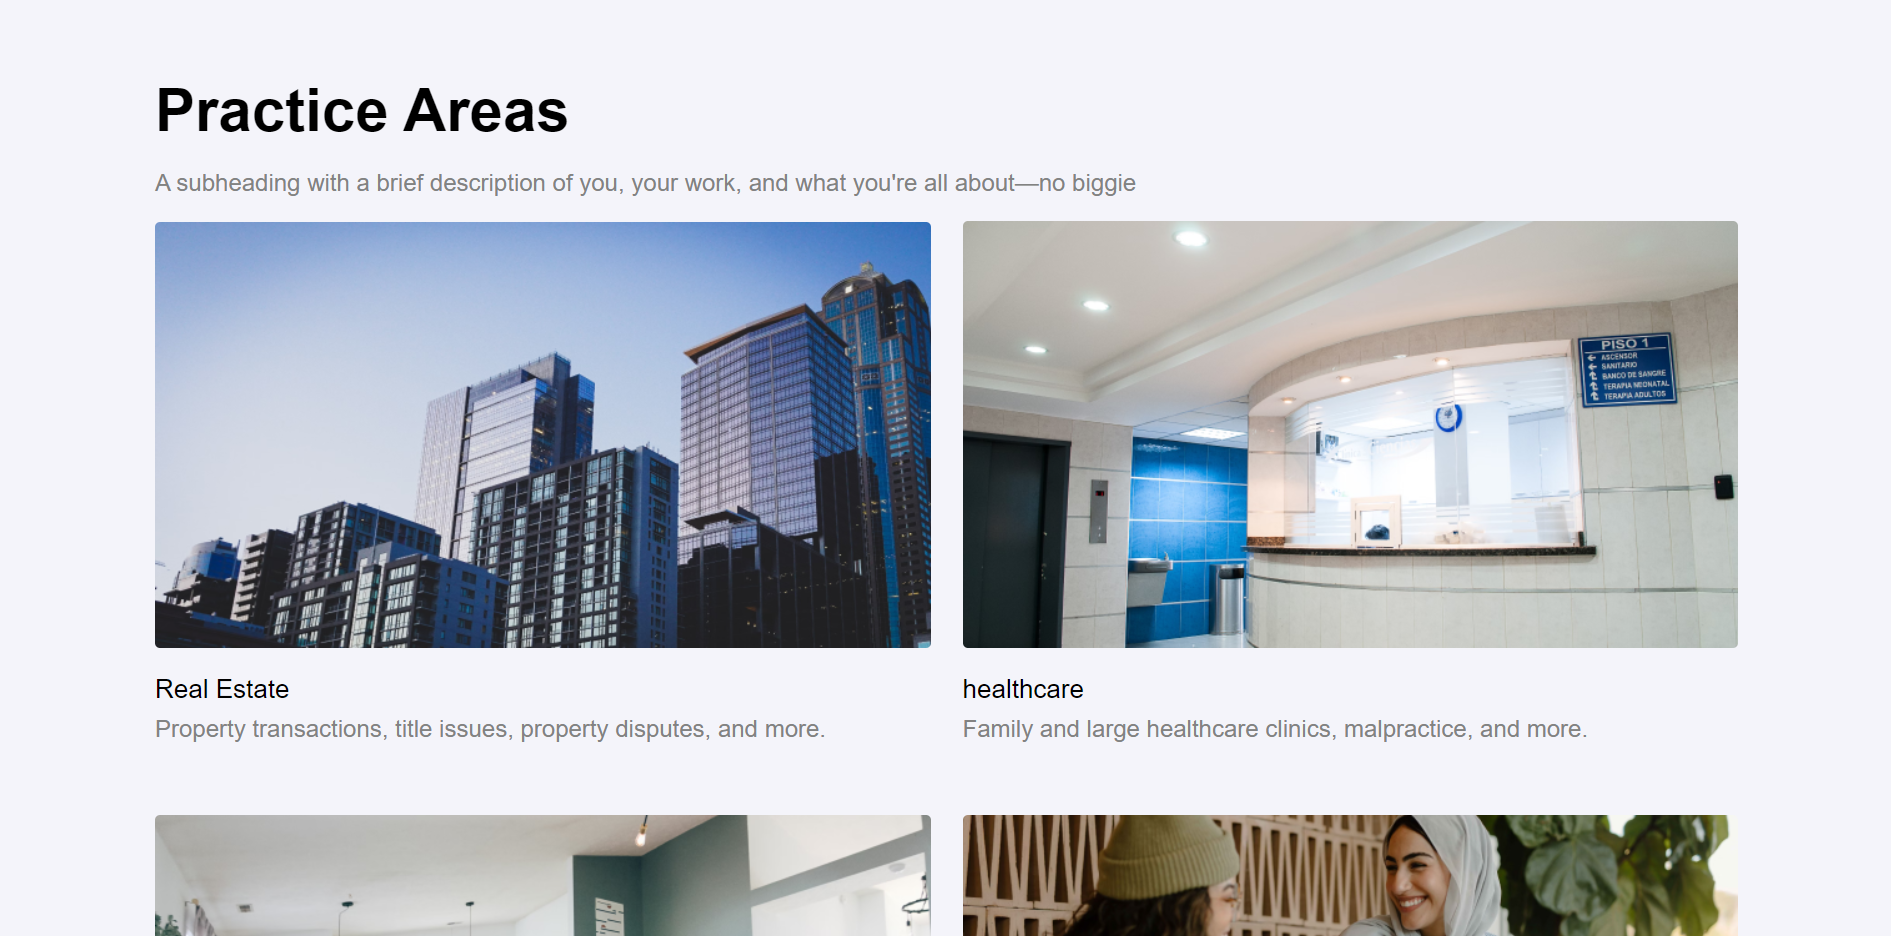 Practice Areas
A subheading with a brief description of you, your work, and what you're all about—no biggie
PISO 1
← ASCENSOR
← SANITARIO
BANCO DE SANGRE
TERAPIA NEONATAL
TERAPIA ADULTOS
Real Estate
healthcare
Property transactions, title issues, property disputes, and more.
Family and large healthcare clinics, malpractice, and more.